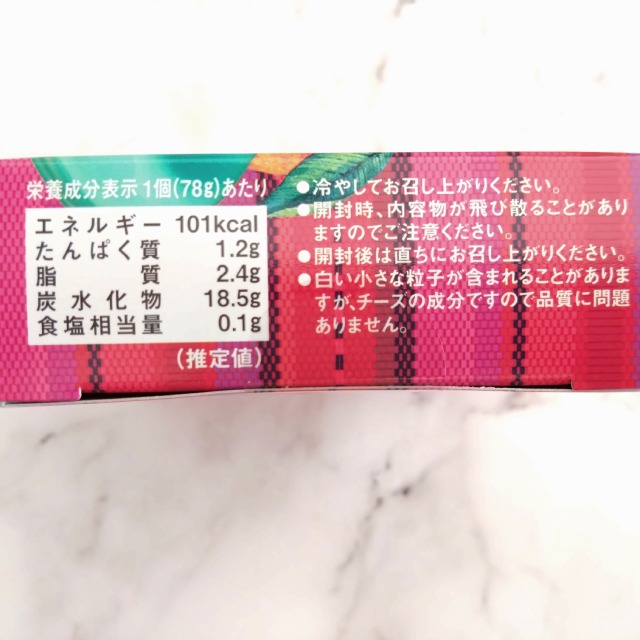 栄養成分表示 1個(78g)あたり
エネルギー 101kcal
たんぱく質 1.2g
脂質 2.4g
炭水化物 18.5g
食塩相当量 0.1g
(推定値)
●冷やしてお召し上がりください。
●開封時、内容物が飛び散ることがあり
ますのでご注意ください。
●開封後は直ちにお召し上がりください。
●白い小さな粒子が含まれることがありま
すが、チーズの成分ですので品質に問題
ありません。